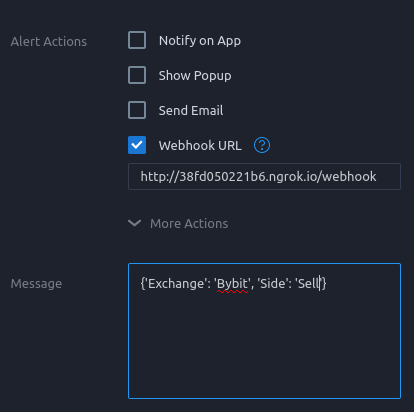 Alert Actions
Notify on App
Show Popup
Send Email
Webhook URL ?
http://38fd050221b6.ngrok.io/webhook
More Actions
Message
{'Exchange': 'Bybit', 'Side': 'Sell'}